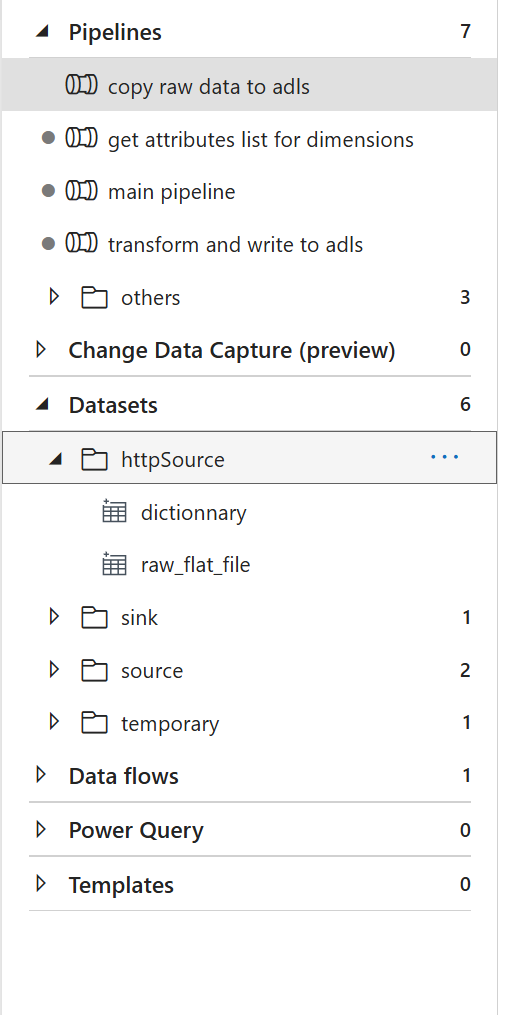 Pipelines 7
copy raw data to adls
get attributes list for dimensions
main pipeline
transform and write to adls
others 3
Change Data Capture (preview) 0
Datasets 6
httpSource ...
dictionnary
raw_flat_file
sink 1
source 2
temporary 1
Data flows 1
Power Query 0
Templates 0